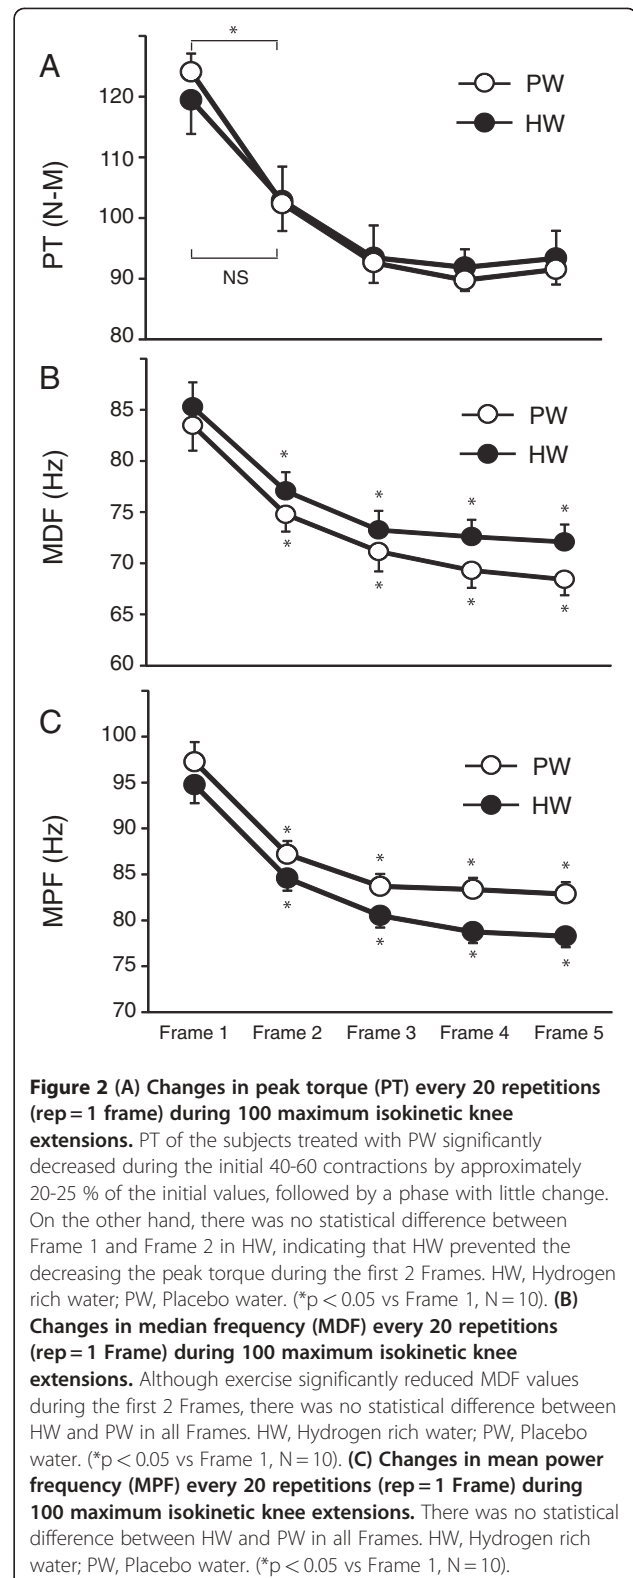 A
*
120
110
100
90
80
PT (N-M)
PW
HW
NS
B
85
80
75
70
65
60
MDF (Hz)
PW
HW
*
*
*
*
*
*
*
*
C
100
95
90
85
80
75
70
MPF (Hz)
PW
HW
*
*
*
*
*
*
*
*
Frame 1 Frame 2 Frame 3 Frame 4 Frame 5
Figure 2 (A) Changes in peak torque (PT) every 20 repetitions
(rep = 1 frame) during 100 maximum isokinetic knee
extensions. PT of the subjects treated with PW significantly
decreased during the initial 40-60 contractions by approximately
20-25 % of the initial values, followed by a phase with little change.
On the other hand, there was no statistical difference between
Frame 1 and Frame 2 in HW, indicating that HW prevented the
decreasing the peak torque during the first 2 Frames. HW, Hydrogen
rich water; PW, Placebo water. (*p < 0.05 vs Frame 1, N = 10). (B)
Changes in median frequency (MDF) every 20 repetitions
(rep = 1 Frame) during 100 maximum isokinetic knee
extensions. Although exercise significantly reduced MDF values
during the first 2 Frames, there was no statistical difference between
HW and PW in all Frames. HW, Hydrogen rich water; PW, Placebo
water. (*p < 0.05 vs Frame 1, N = 10). (C) Changes in mean power
frequency (MPF) every 20 repetitions (rep = 1 Frame) during
100 maximum isokinetic knee extensions. There was no statistical
difference between HW and PW in all Frames. HW, Hydrogen rich
water; PW, Placebo water. (*p < 0.05 vs Frame 1, N = 10).